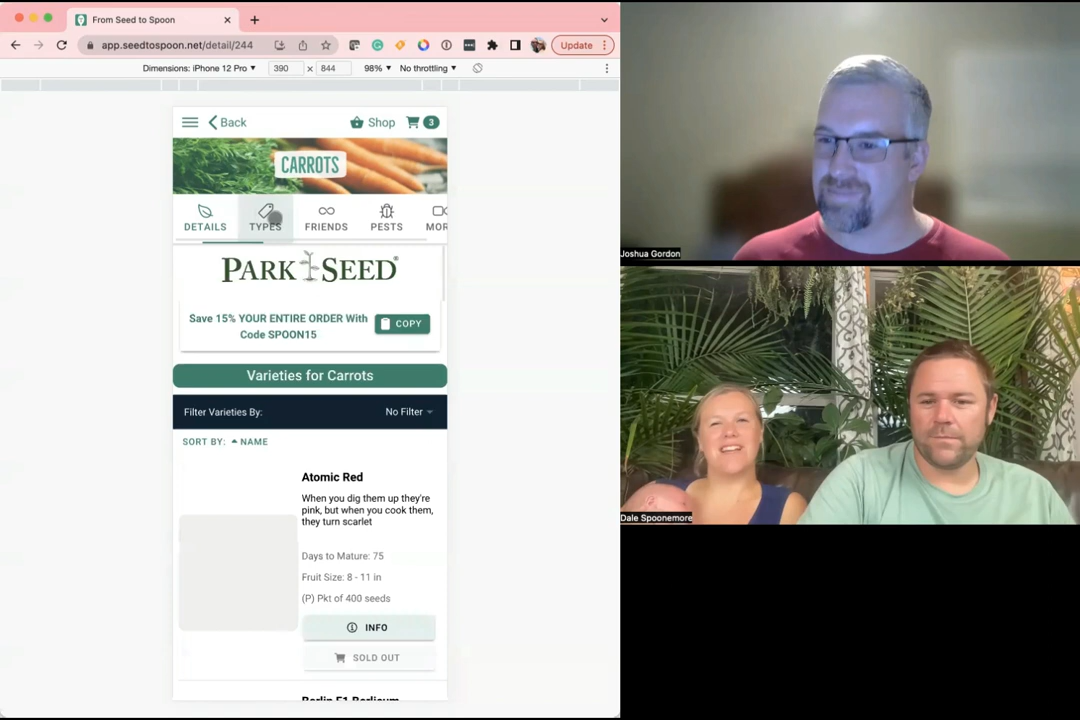 From Seed to Spoon
app.seedtospoon.net/detail/244
Update
Dimensions: iPhone 12 Pro
390 x 844
98%
No throttling
Back
Shop
3
CARROTS
DETAILS
TYPES
FRIENDS
PESTS
MOR
PARK SEED®
Save 15% YOUR ENTIRE ORDER With
Code SPOON15
COPY
Varieties for Carrots
Filter Varieties By:
No Filter
SORT BY: NAME
Atomic Red
When you dig them up they're
pink, but when you cook them,
they turn scarlet
Days to Mature: 75
Fruit Size: 8 - 11 in
(P) Pkt of 400 seeds
INFO
SOLD OUT
Berlin F1 Berlicum
Joshua Gordon
Dale Spoonemore